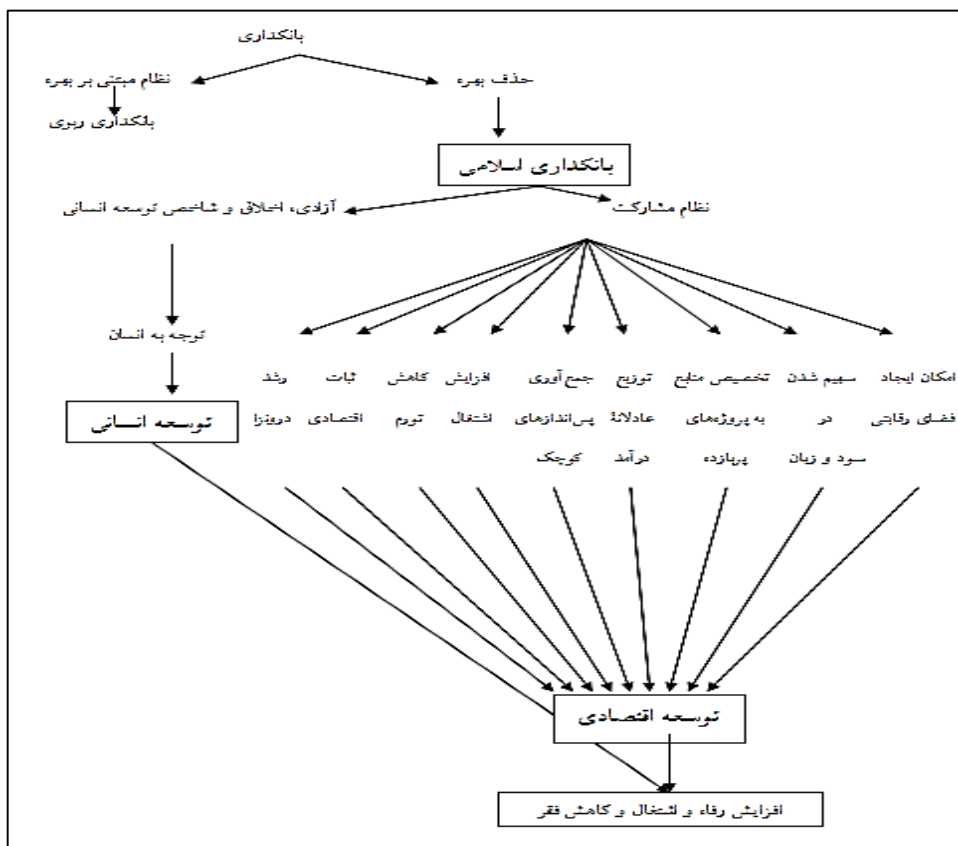 بانکداری
حذف بهره
نظام مبتنی بر بهره
بانکداری ربوی
بانکداری اسلامی
نظام مشارکت
آزادی، اخلاق و شاخص توسعه انسانی
توجه به انسان
توسعه انسانی
امکان ایجاد
فضای رقابتی
سهیم شدن
در
سود و زیان
تخصیص منابع
به پروژه‌های
پربازده
توزیع
عادلانهٔ
درآمد
جمع‌آوری
پس‌اندازهای
کوچک
افزایش
اشتغال
کاهش
تورم
ثبات
اقتصادی
رشد
درونزا
توسعه اقتصادی
افزایش رفاه و اشتغال و کاهش فقر